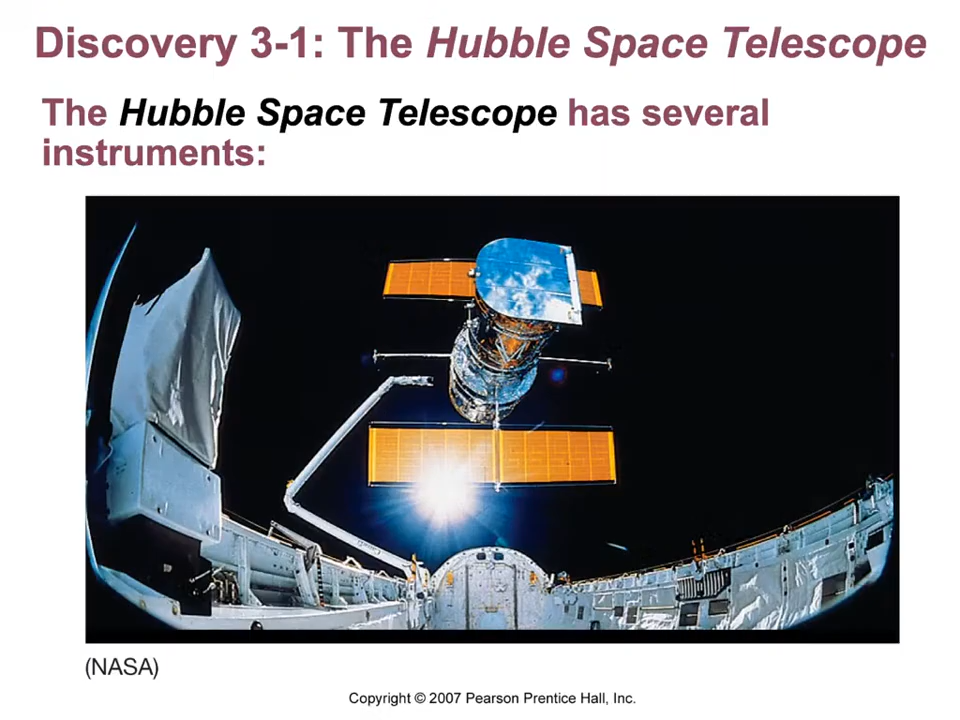 Discovery 3-1: The Hubble Space Telescope
The Hubble Space Telescope has several
instruments:
(NASA)
Copyright © 2007 Pearson Prentice Hall, Inc.